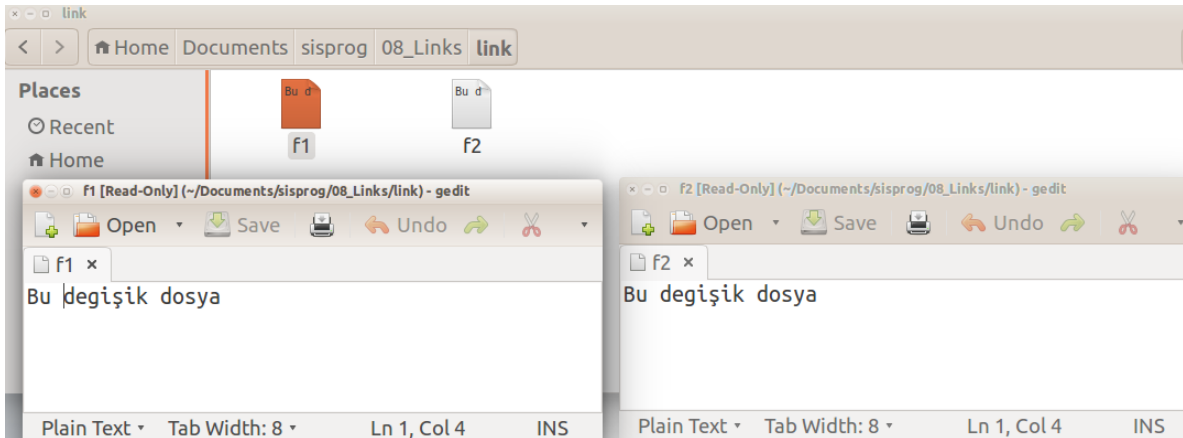 link
Home Documents sisprog 08_Links link
Places
Recent
Home
Bu d
Bu d
f1
f2
f1 [Read-Only] (~/Documents/sisprog/08_Links/link) - gedit
Open Save Undo
f1 ×
Bu degişik dosya
Plain Text Tab Width: 8 Ln 1, Col 4 INS
f2 [Read-Only] (~/Documents/sisprog/08_Links/link) - gedit
Open Save Undo
f2 ×
Bu degişik dosya
Plain Text Tab Width: 8 Ln 1, Col 4 INS